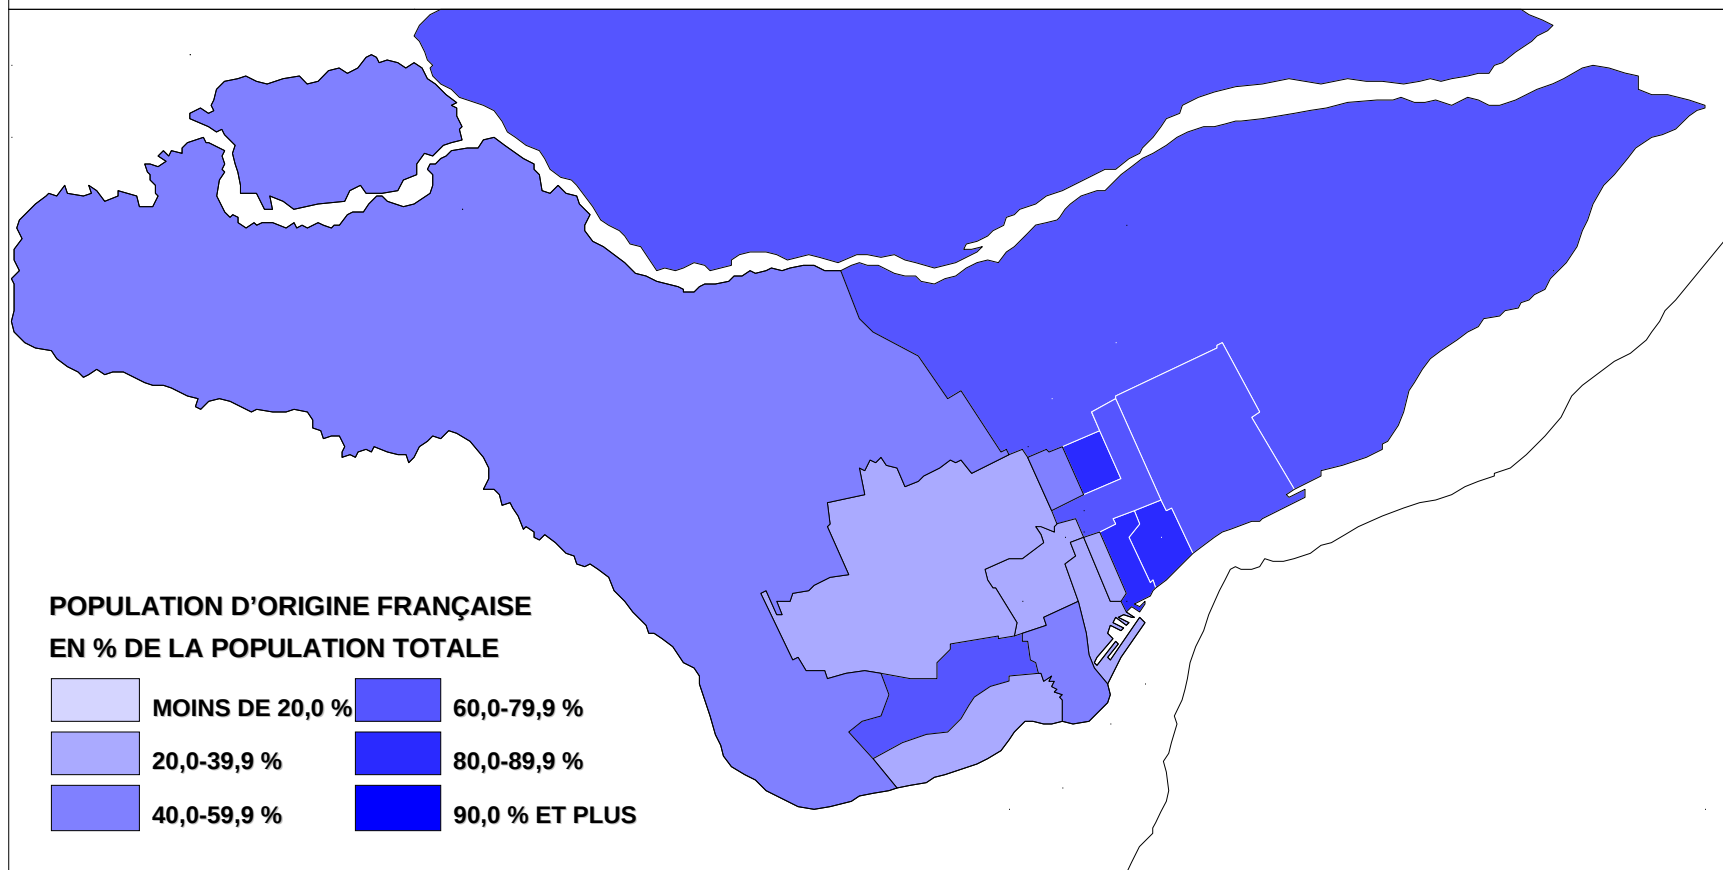 POPULATION D’ORIGINE FRANÇAISE
EN % DE LA POPULATION TOTALE
MOINS DE 20,0 %
20,0-39,9 %
40,0-59,9 %
60,0-79,9 %
80,0-89,9 %
90,0 % ET PLUS